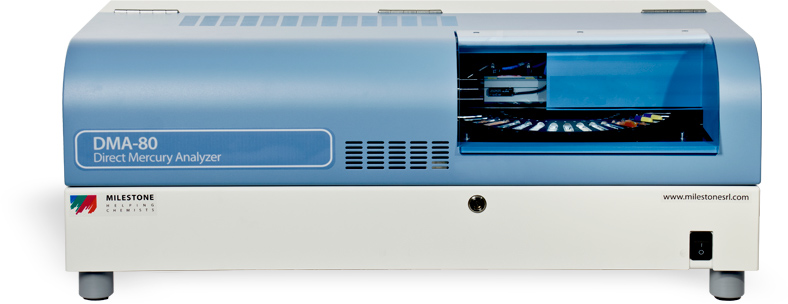 DMA-80
Direct Mercury Analyzer
MILESTONE
HELPING
CHEMISTS
www.milestonesrl.com